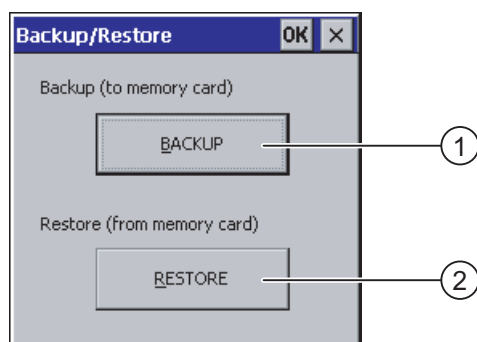 Backup/Restore OK ×
Backup (to memory card)
BACKUP 1
Restore (from memory card)
RESTORE 2